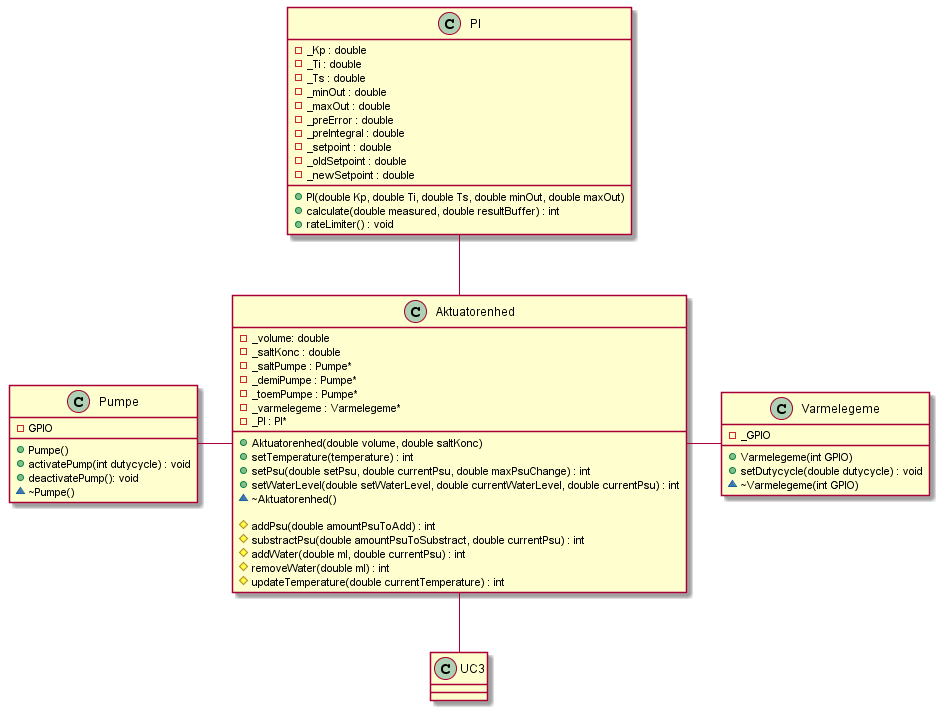 C PI
_Kp : double
_Ti : double
_Ts : double
_minOut : double
_maxOut : double
_preError : double
_preIntegral : double
_setpoint : double
_oldSetpoint : double
_newSetpoint : double
PI(double Kp, double Ti, double Ts, double minOut, double maxOut)
calculate(double measured, double resultBuffer) : int
rateLimiter() : void
C Aktuatorenhed
_volume: double
_saltKonc : double
_saltPumpe : Pumpe*
_demiPumpe : Pumpe*
_toemPumpe : Pumpe*
_varmelegeme : Varmelegeme*
_PI : PI*
Aktuatorenhed(double volume, double saltKonc)
setTemperature(temperature) : int
setPsu(double setPsu, double currentPsu, double maxPsuChange) : int
setWaterLevel(double setWaterLevel, double currentWaterLevel, double currentPsu) : int
~Aktuatorenhed()
addPsu(double amountPsuToAdd) : int
substractPsu(double amountPsuToSubstract, double currentPsu) : int
addWater(double ml, double currentPsu) : int
removeWater(double ml) : int
updateTemperature(double currentTemperature) : int
C Pumpe
GPIO
Pumpe()
activatePump(int dutycycle) : void
deactivatePump(): void
~Pumpe()
C Varmelegeme
_GPIO
Varmelegeme(int GPIO)
setDutycycle(double dutycycle) : void
~Varmelegeme(int GPIO)
C UC3